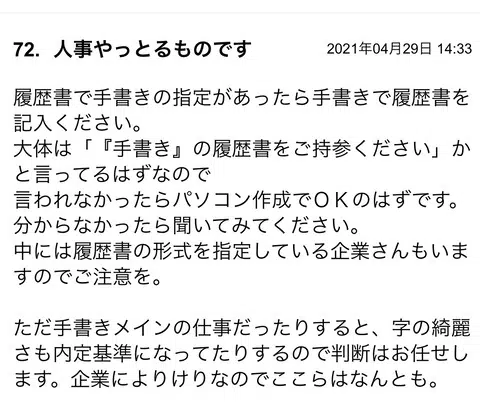 72. 人事やっとるものです 2021年04月29日 14:33
履歴書で手書きの指定があったら手書きで履歴書を
記入ください。
大体は「『手書き』の履歴書をご持参ください」か
と言ってるはずなので
言われなかったらパソコン作成でＯＫのはずです。
分からなかったら聞いてみてください。
中には履歴書の形式を指定している企業さんもいま
すのでご注意を。
ただ手書きメインの仕事だったりすると、字の綺麗
さも内定基準になってたりするので判断はお任せし
ます。企業によりけりなのでここらはなんとも。